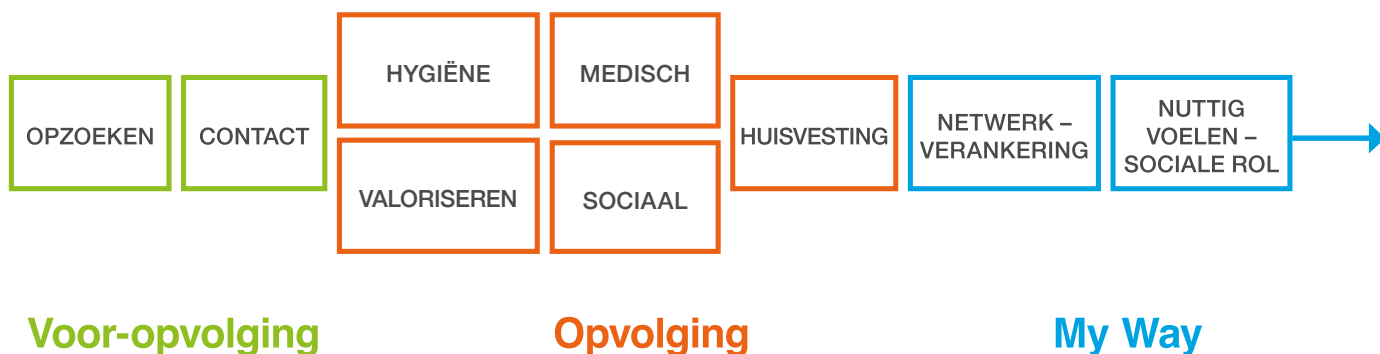 OPZOEKEN
CONTACT
HYGIËNE
MEDISCH
VALORISEREN
SOCIAAL
HUISVESTING
NETWERK –
VERANKERING
NUTTIG
VOELEN –
SOCIALE ROL
Voor-opvolging
Opvolging
My Way